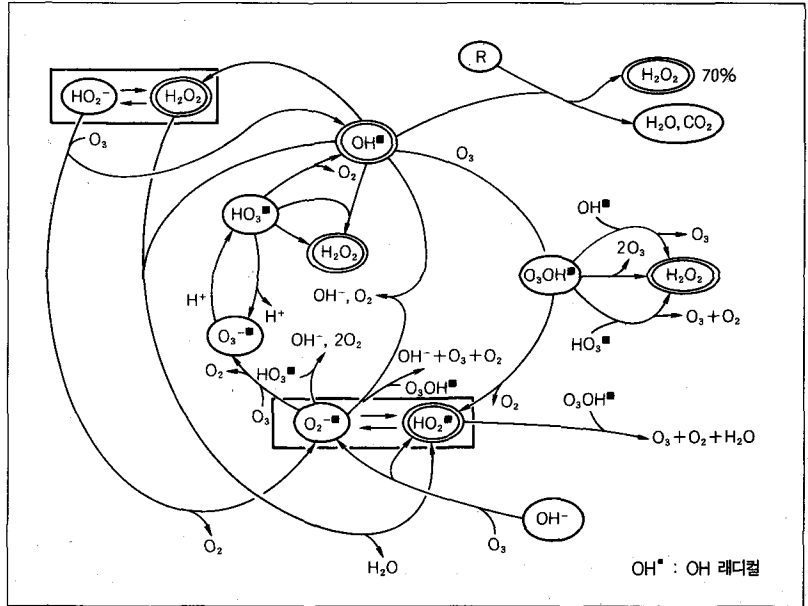 R
H₂O₂ 70%
HO₂⁻ ⇄ H₂O₂
H₂O, CO₂
O₃
OH■
O₃
O₂
HO₃■
OH■
O₃
H₂O₂
2O₃
O₃OH■
H₂O₂
H⁺
OH⁻, O₂
H⁺
O₃⁻■
O₃+O₂
HO₃■
OH⁻, 2O₂
OH⁻+O₃+O₂
O₂
HO₃■
O₃OH■
O₃
O₂
O₃OH■
O₂⁻■ ⇄ HO₂■
O₃+O₂+H₂O
OH⁻
O₂
O₃
H₂O
OH■ : OH 래디컬